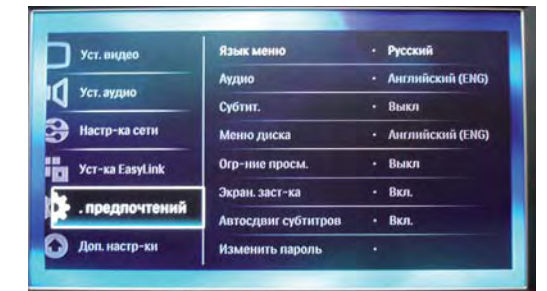 Уст. видео
Уст. аудио
Настр-ка сети
Уст-ка EasyLink
. предпочтений
Доп. настр-ки
Язык меню · Русский
Аудио · Английский (ENG)
Субтит. · Выкл
Меню диска · Английский (ENG)
Огр-ние просм. · Выкл
Экран. заст-ка · Вкл.
Автосдвиг субтитров · Вкл.
Изменить пароль ·